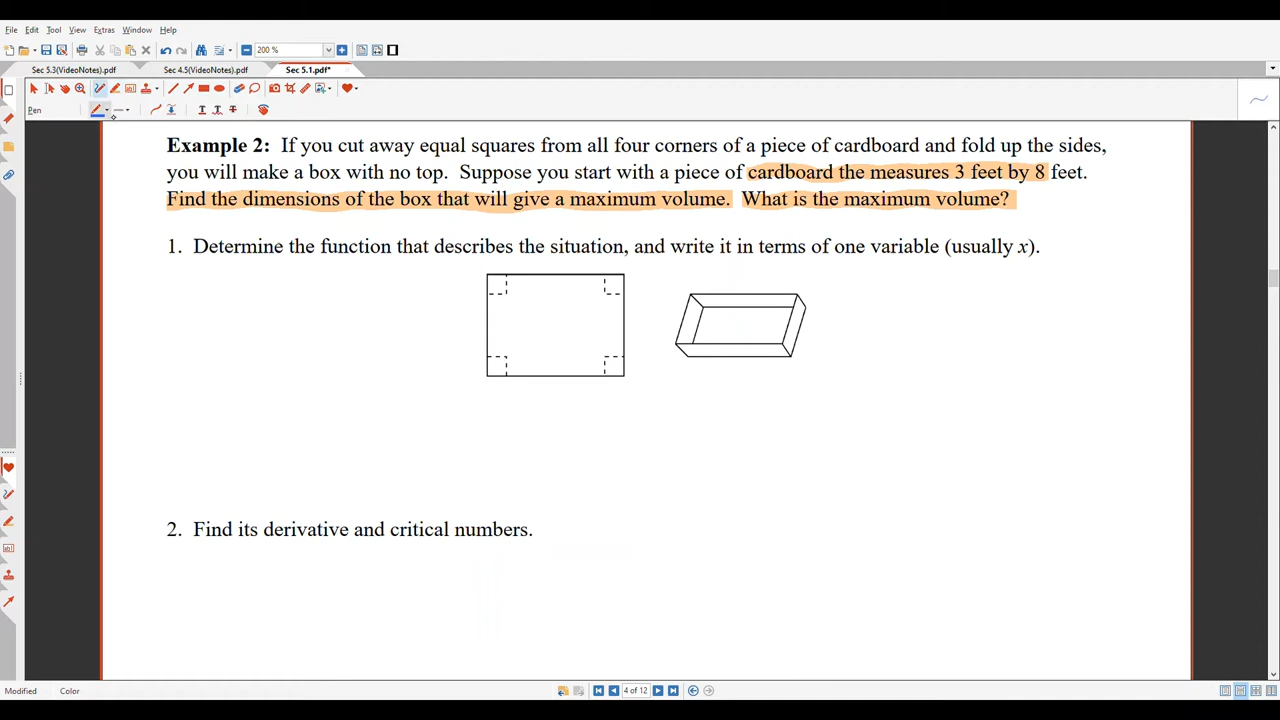 File Edit Tool View Extras Window Help
200 %
Sec 5.3(VideoNotes).pdf Sec 4.5(VideoNotes).pdf Sec 5.1.pdf*
Pen
Example 2: If you cut away equal squares from all four corners of a piece of cardboard and fold up the sides,
you will make a box with no top. Suppose you start with a piece of cardboard the measures 3 feet by 8 feet.
Find the dimensions of the box that will give a maximum volume. What is the maximum volume?
1. Determine the function that describes the situation, and write it in terms of one variable (usually x).
2. Find its derivative and critical numbers.
Modified Color 4 of 12